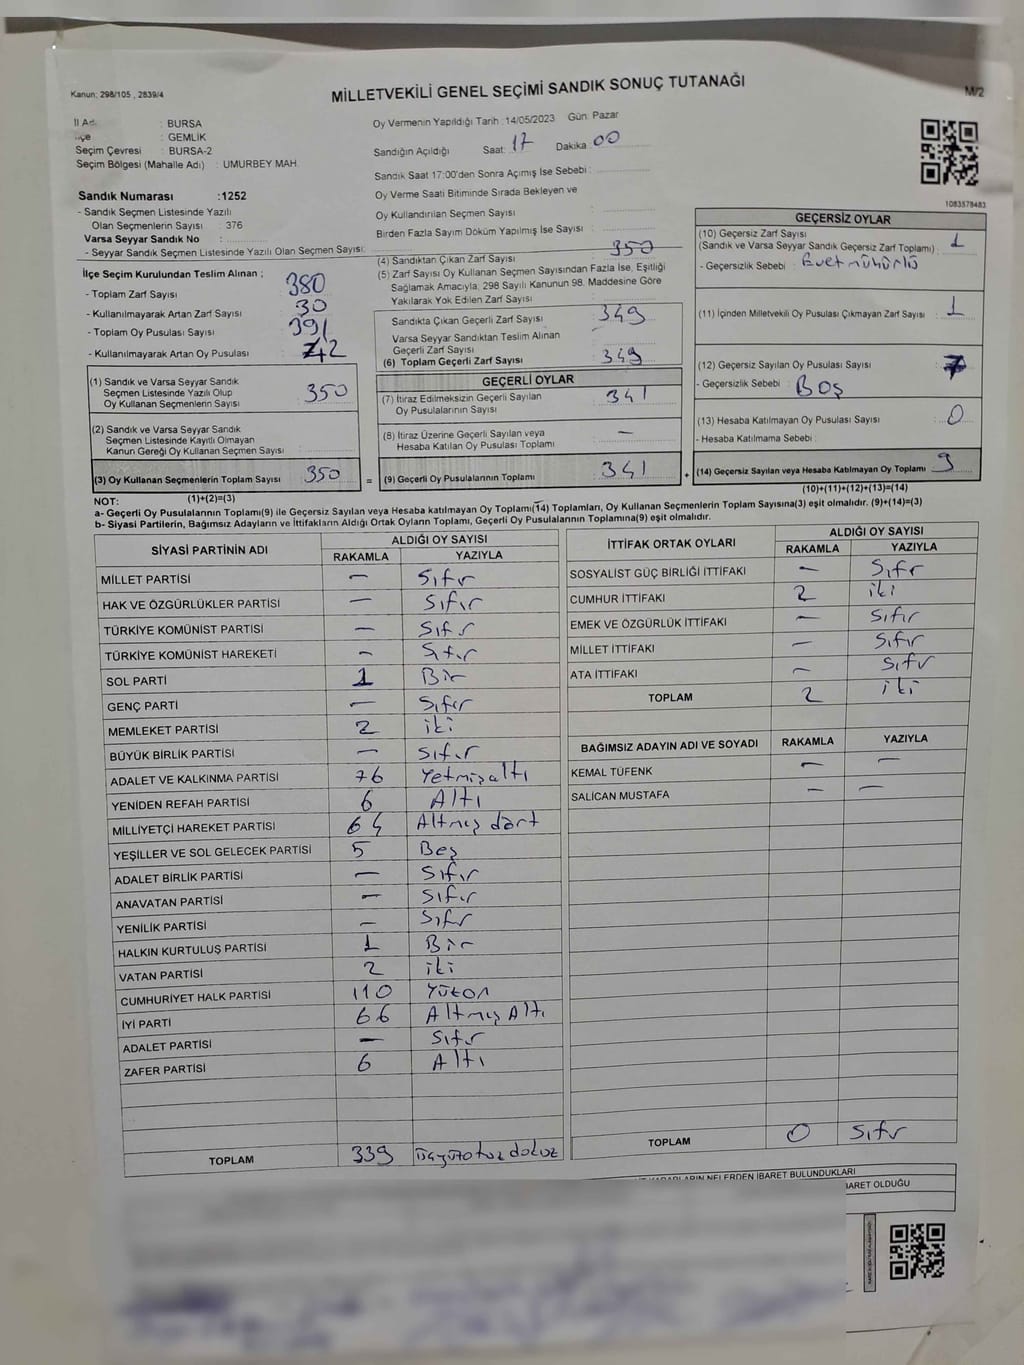 Kanun: 298/105 , 2839/4
MİLLETVEKİLİ GENEL SEÇİMİ SANDIK SONUÇ TUTANAĞI
M/2
İl Adı : BURSA
İlçe : GEMLİK
Seçim Çevresi : BURSA-2
Seçim Bölgesi (Mahalle Adı) : UMURBEY MAH.
Oy Vermenin Yapıldığı Tarih :14/05/2023 Gün: Pazar
Sandığın Açıldığı Saat: 17 Dakika: 00
Sandık Saat 17:00'den Sonra Açımış İse Sebebi :
Oy Verme Saati Bitiminde Sırada Bekleyen ve
Oy Kullandırılan Seçmen Sayısı :
Birden Fazla Sayım Döküm Yapılmış İse Sayısı :
1083578483
Sandık Numarası :1252
- Sandık Seçmen Listesinde Yazılı
Olan Seçmenlerin Sayısı : 376
Varsa Seyyar Sandık No :
- Seyyar Sandık Seçmen Listesinde Yazılı Olan Seçmen Sayısı:
İlçe Seçim Kurulundan Teslim Alınan ;
- Toplam Zarf Sayısı : 380
- Kullanılmayarak Artan Zarf Sayısı : 30
- Toplam Oy Pusulası Sayısı : 391
- Kullanılmayarak Artan Oy Pusulası : 42
(1) Sandık ve Varsa Seyyar Sandık
Seçmen Listesinde Yazılı Olup
Oy Kullanan Seçmenlerin Sayısı : 350
(2) Sandık ve Varsa Seyyar Sandık
Seçmen Listesinde Kayıtlı Olmayan
Kanun Gereği Oy Kullanan Seçmen Sayısı :
(3) Oy Kullanan Seçmenlerin Toplam Sayısı : 350
(1)+(2)=(3)
(4) Sandıktan Çıkan Zarf Sayısı : 350
(5) Zarf Sayısı Oy Kullanan Seçmen Sayısından Fazla İse, Eşitliği
Sağlamak Amacıyla, 298 Sayılı Kanunun 98. Maddesine Göre
Yakılarak Yok Edilen Zarf Sayısı :
Sandıkta Çıkan Geçerli Zarf Sayısı : 349
Varsa Seyyar Sandıktan Teslim Alınan
Geçerli Zarf Sayısı :
(6) Toplam Geçerli Zarf Sayısı : 349
GEÇERLİ OYLAR
(7) İtiraz Edilmeksizin Geçerli Sayılan
Oy Pusulalarının Sayısı : 341
(8) İtiraz Üzerine Geçerli Sayılan veya
Hesaba Katılan Oy Pusulası Toplamı : —
= (9) Geçerli Oy Pusulalarının Toplamı : 341 +
GEÇERSİZ OYLAR
(10) Geçersiz Zarf Sayısı
(Sandık ve Varsa Seyyar Sandık Geçersiz Zarf Toplamı) : 1
- Geçersizlik Sebebi : Evet mühürlü
(11) İçinden Milletvekili Oy Pusulası Çıkmayan Zarf Sayısı : 1
(12) Geçersiz Sayılan Oy Pusulası Sayısı : 7
- Geçersizlik Sebebi : BOŞ
(13) Hesaba Katılmayan Oy Pusulası Sayısı : 0
- Hesaba Katılmama Sebebi :
(14) Geçersiz Sayılan veya Hesaba Katılmayan Oy Toplamı : 9
(10)+(11)+(12)+(13)=(14)
NOT:
a- Geçerli Oy Pusulalarının Toplamı(9) ile Geçersiz Sayılan veya Hesaba katılmayan Oy Toplamı(14) Toplamları, Oy Kullanan Seçmenlerin Toplam Sayısına(3) eşit olmalıdır. (9)+(14)=(3)
b- Siyasi Partilerin, Bağımsız Adayların ve İttifakların Aldığı Ortak Oyların Toplamı, Geçerli Oy Pusulalarının Toplamına(9) eşit olmalıdır.
SİYASİ PARTİNİN ADI ALDIĞI OY SAYISI
RAKAMLA YAZIYLA
MİLLET PARTİSİ — Sıfır
HAK VE ÖZGÜRLÜKLER PARTİSİ — Sıfır
TÜRKİYE KOMÜNİST PARTİSİ — Sıfır
TÜRKİYE KOMÜNİST HAREKETİ — Sıfır
SOL PARTİ 1 Bir
GENÇ PARTİ — Sıfır
MEMLEKET PARTİSİ 2 iki
BÜYÜK BİRLİK PARTİSİ — Sıfır
ADALET VE KALKINMA PARTİSİ 76 Yetmişaltı
YENİDEN REFAH PARTİSİ 6 Altı
MİLLİYETÇİ HAREKET PARTİSİ 64 Altmış dört
YEŞİLLER VE SOL GELECEK PARTİSİ 5 Beş
ADALET BİRLİK PARTİSİ — Sıfır
ANAVATAN PARTİSİ — Sıfır
YENİLİK PARTİSİ — Sıfır
HALKIN KURTULUŞ PARTİSİ 1 Bir
VATAN PARTİSİ 2 iki
CUMHURİYET HALK PARTİSİ 110 Yüzon
İYİ PARTİ 66 Altmış Altı
ADALET PARTİSİ — Sıfır
ZAFER PARTİSİ 6 Altı
TOPLAM 339 üçyüzotuzdokuz
İTTİFAK ORTAK OYLARI ALDIĞI OY SAYISI
RAKAMLA YAZIYLA
SOSYALİST GÜÇ BİRLİĞİ İTTİFAKI — Sıfır
CUMHUR İTTİFAKI 2 iki
EMEK VE ÖZGÜRLÜK İTTİFAKI — Sıfır
MİLLET İTTİFAKI — Sıfır
ATA İTTİFAKI — Sıfır
TOPLAM 2 iki
BAĞIMSIZ ADAYIN ADI VE SOYADI RAKAMLA YAZIYLA
KEMAL TÜFENK — —
SALİCAN MUSTAFA — —
TOPLAM 0 Sıfır
NELERDEN İBARET BULUNDUKLARI
OLDUĞU